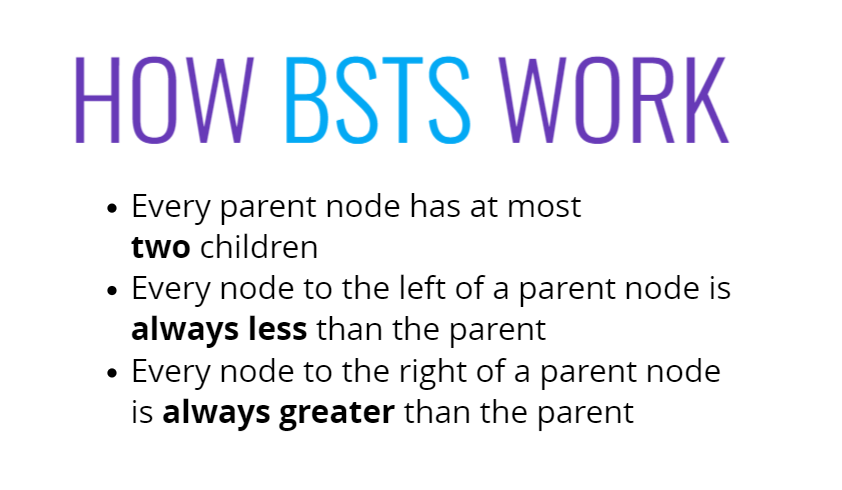 HOW BSTS WORK
• Every parent node has at most
two children
• Every node to the left of a parent node is
always less than the parent
• Every node to the right of a parent node
is always greater than the parent